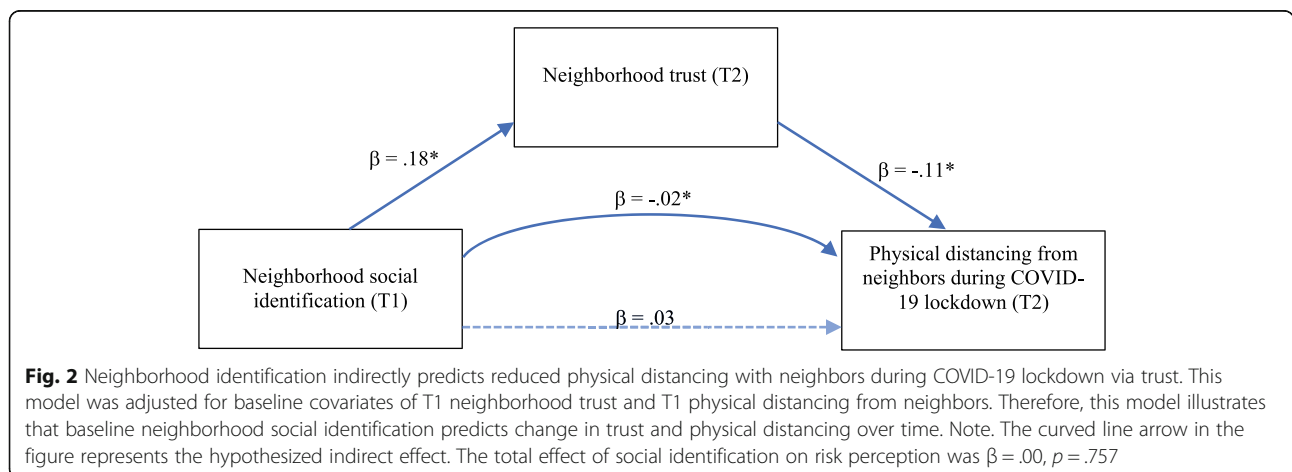 Neighborhood trust (T2)
β = .18*
β = -.11*
β = -.02*
Neighborhood social
identification (T1)
Physical distancing from
neighbors during COVID-
19 lockdown (T2)
β = .03
Fig. 2 Neighborhood identification indirectly predicts reduced physical distancing with neighbors during COVID-19 lockdown via trust. This
model was adjusted for baseline covariates of T1 neighborhood trust and T1 physical distancing from neighbors. Therefore, this model illustrates
that baseline neighborhood social identification predicts change in trust and physical distancing over time. Note. The curved line arrow in the
figure represents the hypothesized indirect effect. The total effect of social identification on risk perception was β = .00, p = .757